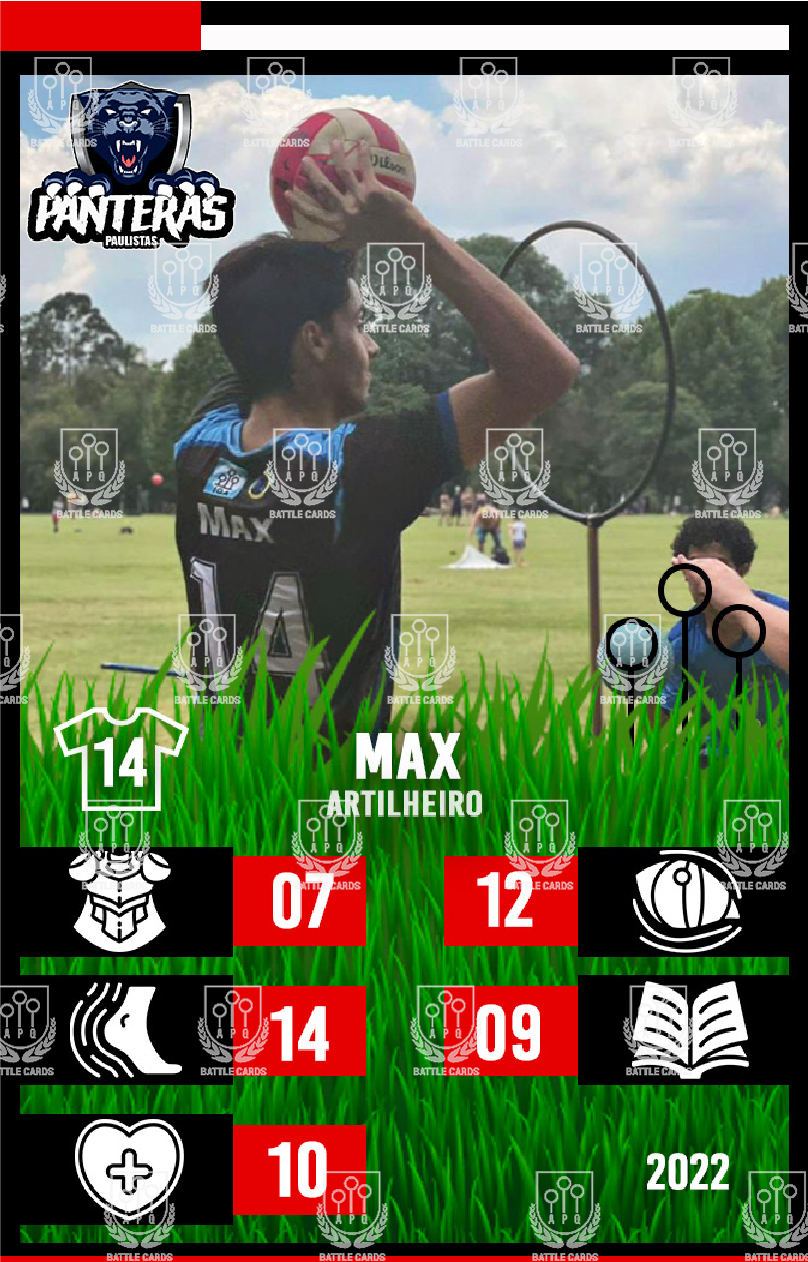 PANTERAS
PAULISTAS
Wilson
MAX
14
14
MAX
ARTILHEIRO
07
12
14
09
10
2022
APQ
BATTLE CARDS